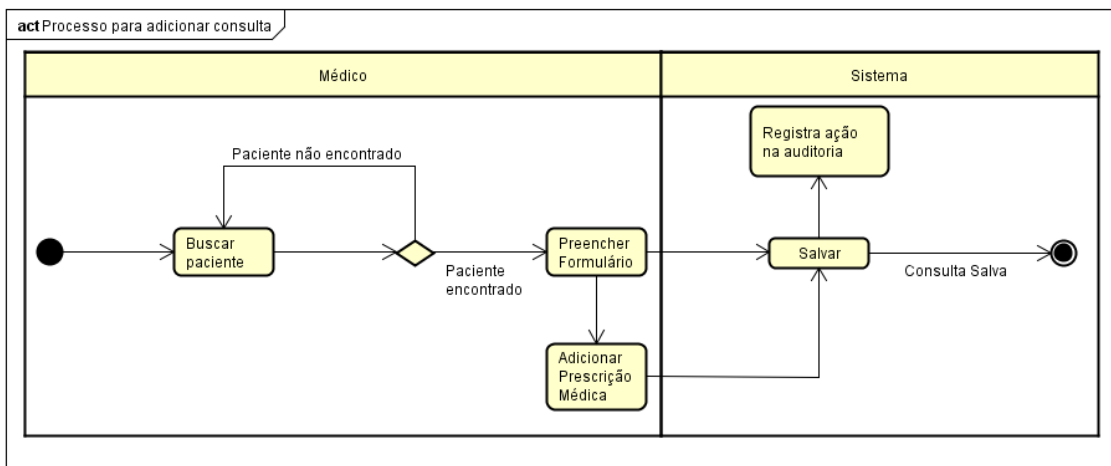 act Processo para adicionar consulta
Médico
Sistema
Registra ação
na auditoria
Paciente não encontrado
Buscar
paciente
Paciente
encontrado
Preencher
Formulário
Salvar
Consulta Salva
Adicionar
Prescrição
Médica